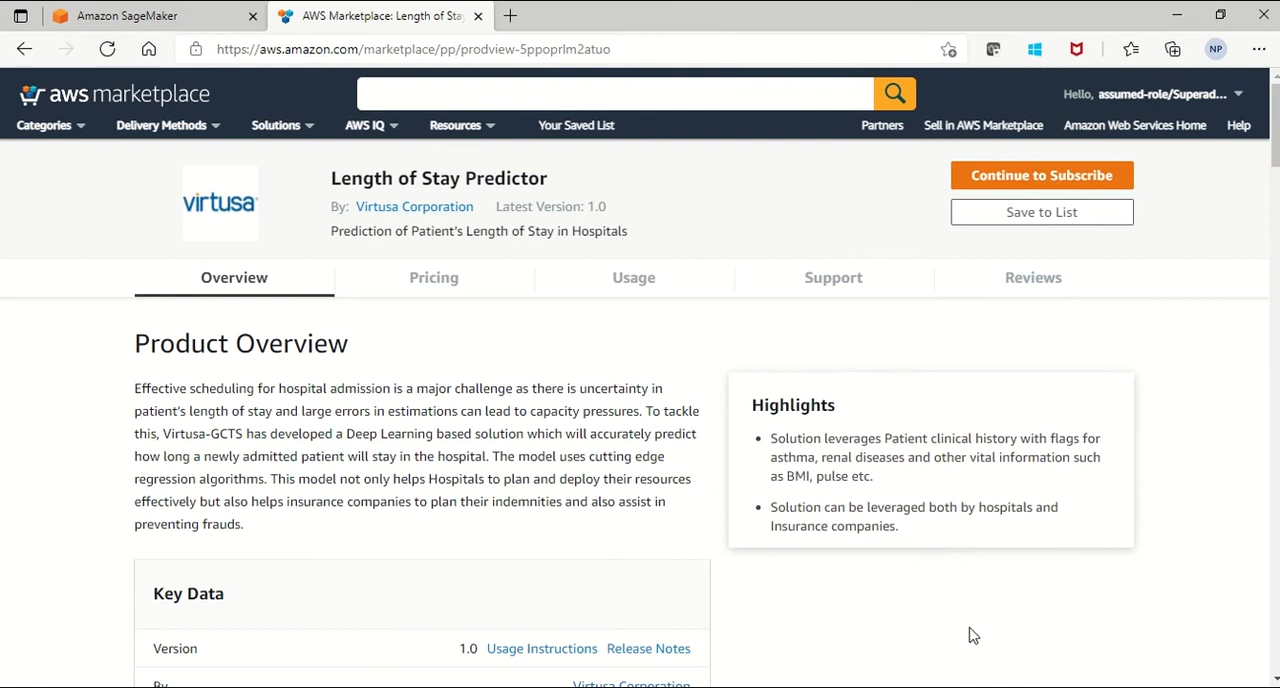 Amazon SageMaker
AWS Marketplace: Length of Stay
https://aws.amazon.com/marketplace/pp/prodview-5ppoprlm2atuo
NP
aws marketplace
Hello, assumed-role/Superad...
Categories Delivery Methods Solutions AWS IQ Resources Your Saved List Partners Sell in AWS Marketplace Amazon Web Services Home Help
virtusa
Length of Stay Predictor
By: Virtusa Corporation Latest Version: 1.0
Prediction of Patient's Length of Stay in Hospitals
Continue to Subscribe
Save to List
Overview Pricing Usage Support Reviews
Product Overview
Effective scheduling for hospital admission is a major challenge as there is uncertainty in
patient's length of stay and large errors in estimations can lead to capacity pressures. To tackle
this, Virtusa-GCTS has developed a Deep Learning based solution which will accurately predict
how long a newly admitted patient will stay in the hospital. The model uses cutting edge
regression algorithms. This model not only helps Hospitals to plan and deploy their resources
effectively but also helps insurance companies to plan their indemnities and also assist in
preventing frauds.
Highlights
• Solution leverages Patient clinical history with flags for
asthma, renal diseases and other vital information such
as BMI, pulse etc.
• Solution can be leveraged both by hospitals and
Insurance companies.
Key Data
Version 1.0 Usage Instructions Release Notes
By Virtusa Corporation